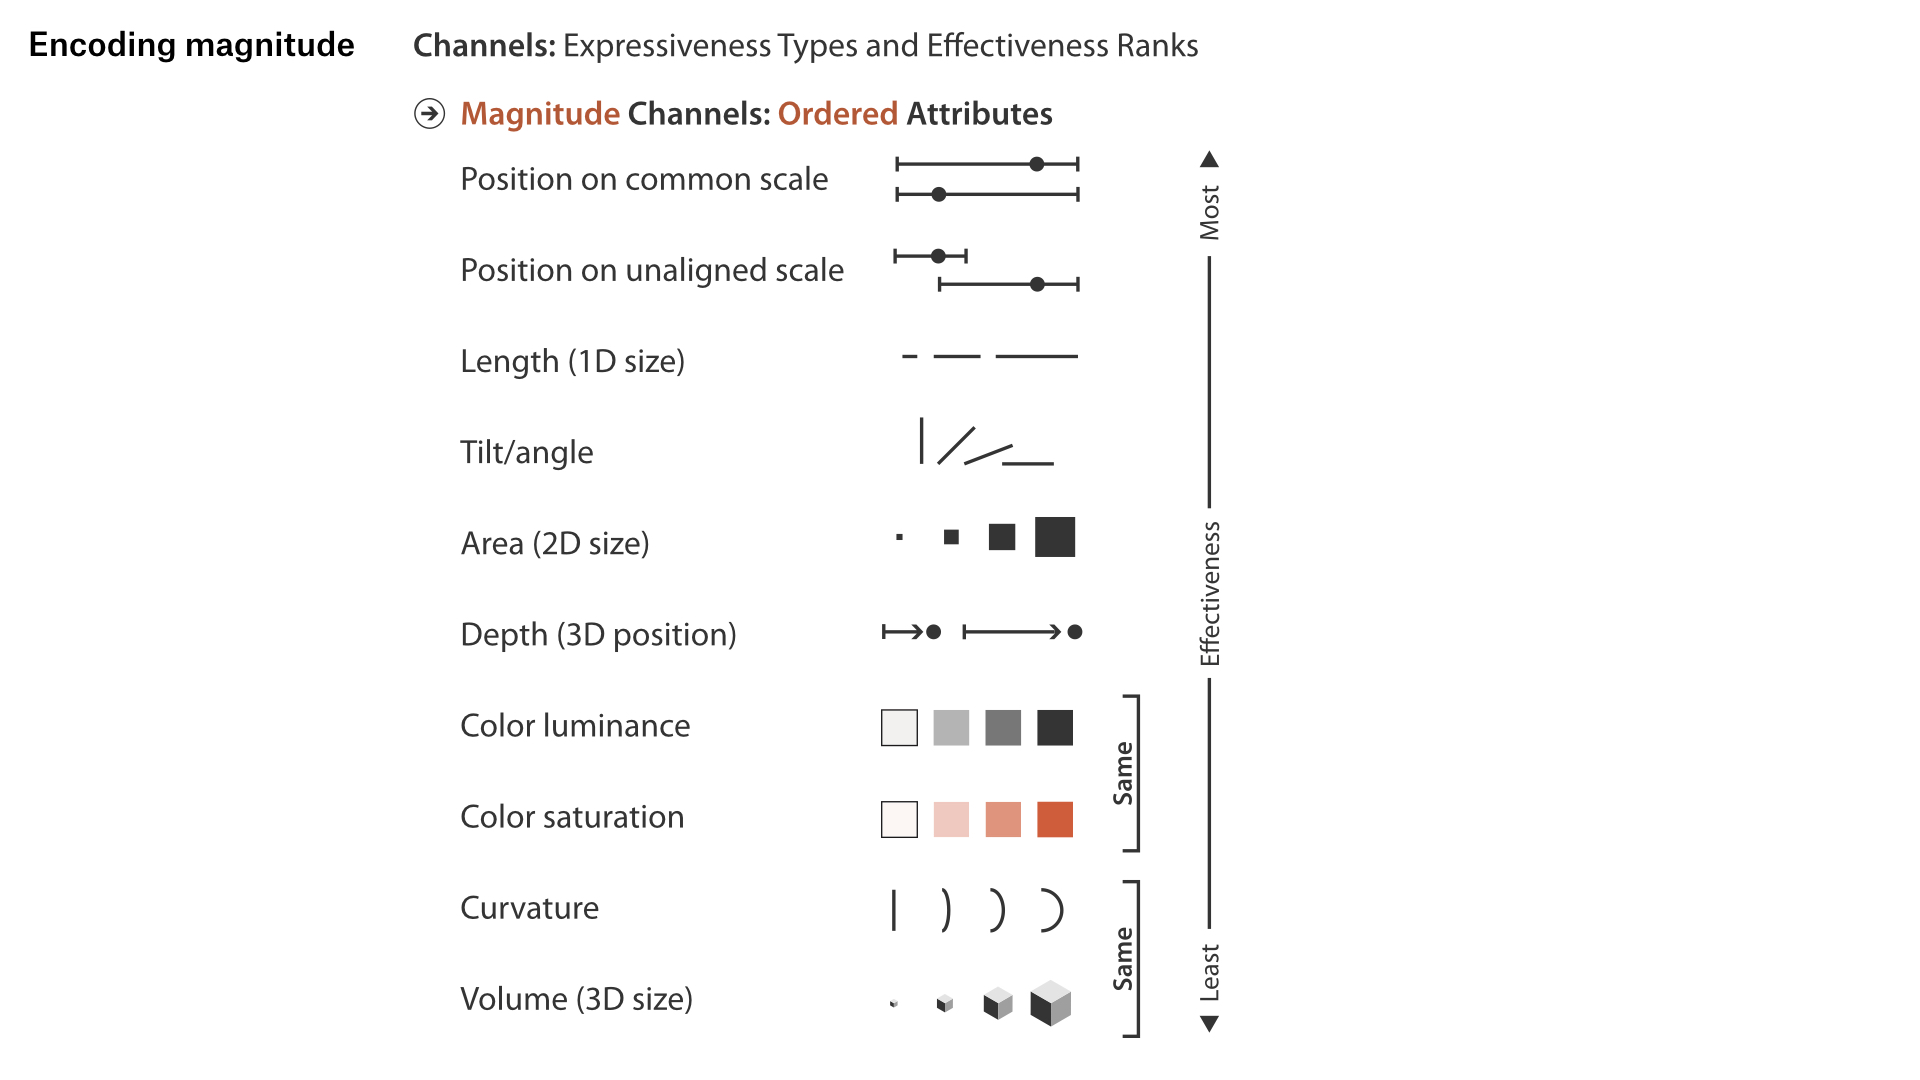 Encoding magnitude
Channels: Expressiveness Types and Effectiveness Ranks
Magnitude Channels: Ordered Attributes
Position on common scale
Position on unaligned scale
Length (1D size)
Tilt/angle
Area (2D size)
Depth (3D position)
Color luminance
Color saturation
Curvature
Volume (3D size)
Same
Same
Most
Effectiveness
Least